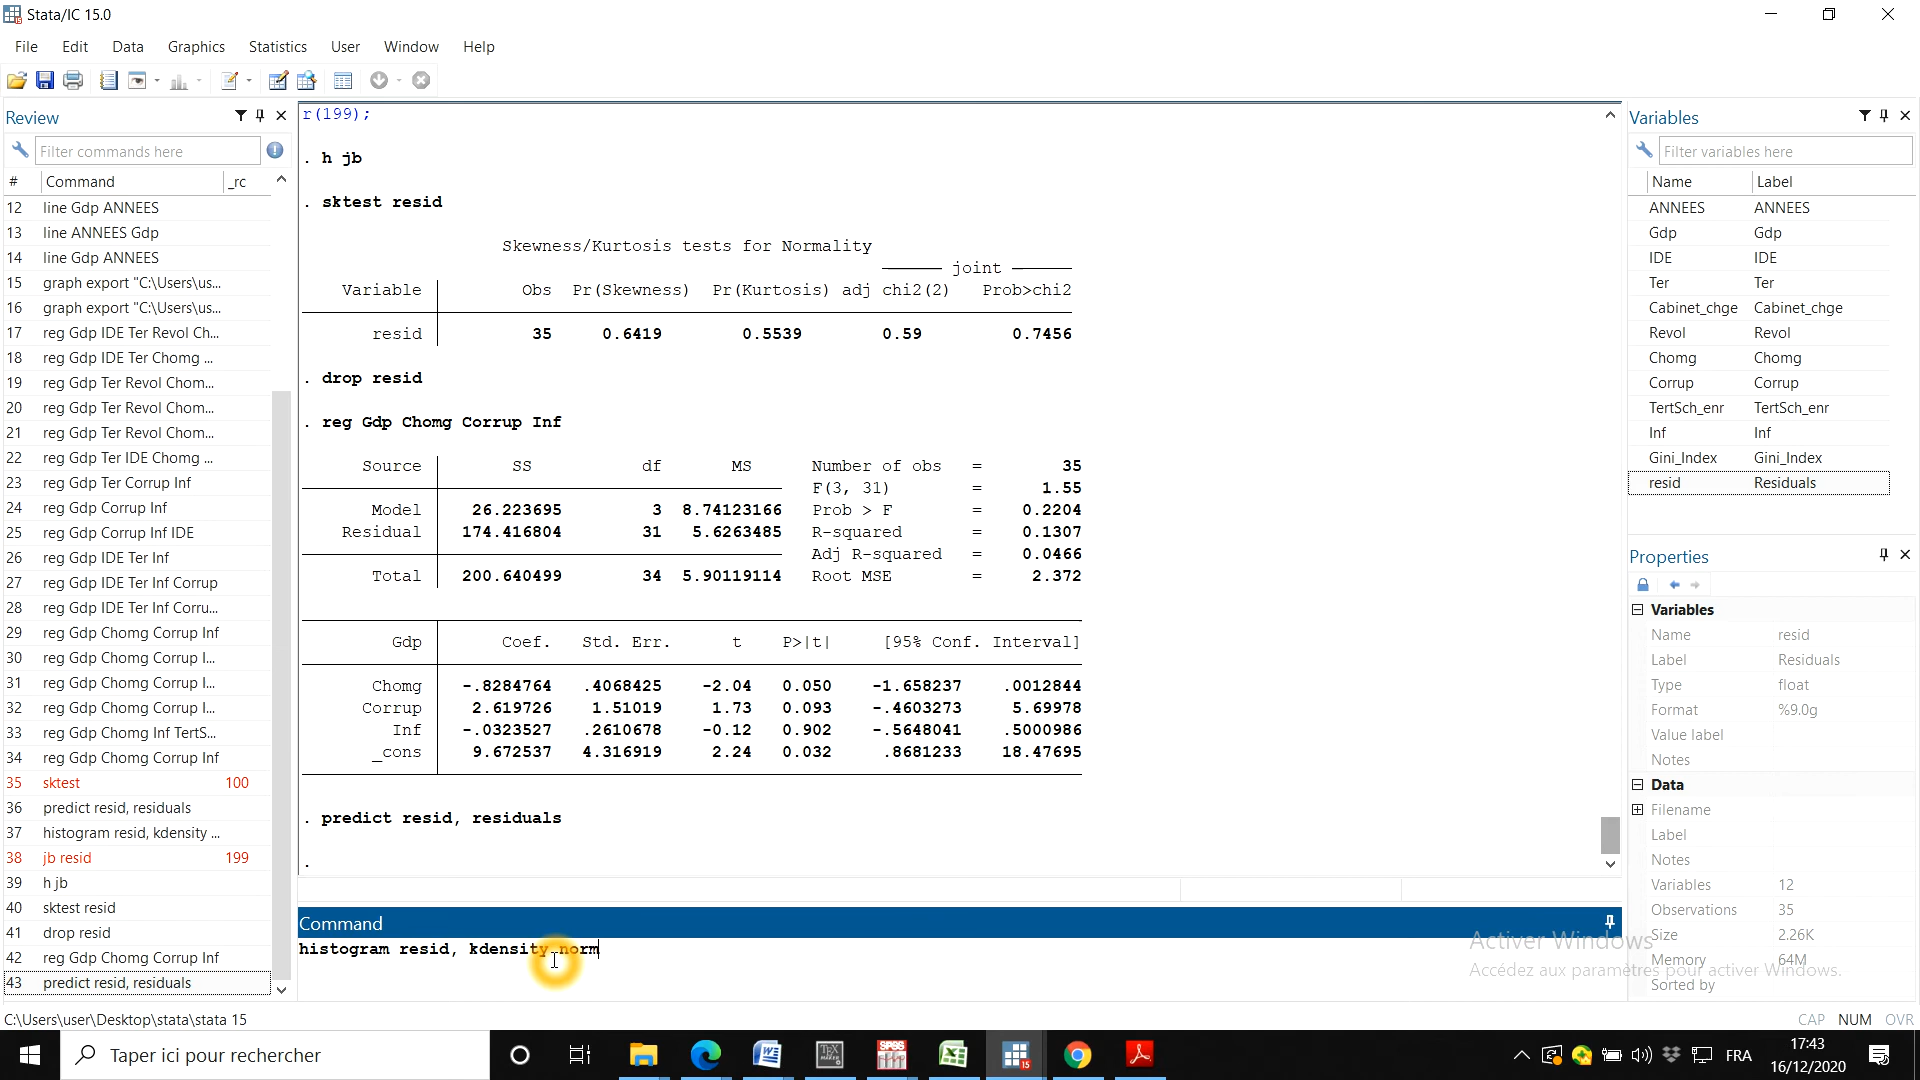 Stata/IC 15.0
File Edit Data Graphics Statistics User Window Help
Review
Filter commands here
# Command _rc
12 line Gdp ANNEES
13 line ANNEES Gdp
14 line Gdp ANNEES
15 graph export "C:\Users\us...
16 graph export "C:\Users\us...
17 reg Gdp IDE Ter Revol Ch...
18 reg Gdp IDE Ter Chomg ...
19 reg Gdp Ter Revol Chom...
20 reg Gdp Ter Revol Chom...
21 reg Gdp Ter Revol Chom...
22 reg Gdp Ter IDE Chomg ...
23 reg Gdp Ter Corrup Inf
24 reg Gdp Corrup Inf
25 reg Gdp Corrup Inf IDE
26 reg Gdp IDE Ter Inf
27 reg Gdp IDE Ter Inf Corrup
28 reg Gdp IDE Ter Inf Corru...
29 reg Gdp Chomg Corrup Inf
30 reg Gdp Chomg Corrup I...
31 reg Gdp Chomg Corrup I...
32 reg Gdp Chomg Corrup I...
33 reg Gdp Chomg Inf TertS...
34 reg Gdp Chomg Corrup Inf
35 sktest 100
36 predict resid, residuals
37 histogram resid, kdensity ...
38 jb resid 199
39 h jb
40 sktest resid
41 drop resid
42 reg Gdp Chomg Corrup Inf
43 predict resid, residuals
r(199);
. h jb
. sktest resid
Skewness/Kurtosis tests for Normality
joint
Variable Obs Pr(Skewness) Pr(Kurtosis) adj chi2(2) Prob>chi2
resid 35 0.6419 0.5539 0.59 0.7456
. drop resid
. reg Gdp Chomg Corrup Inf
Source SS df MS Number of obs = 35
F(3, 31) = 1.55
Model 26.223695 3 8.74123166 Prob > F = 0.2204
Residual 174.416804 31 5.6263485 R-squared = 0.1307
Adj R-squared = 0.0466
Total 200.640499 34 5.90119114 Root MSE = 2.372
Gdp Coef. Std. Err. t P>|t| [95% Conf. Interval]
Chomg -.8284764 .4068425 -2.04 0.050 -1.658237 .0012844
Corrup 2.619726 1.51019 1.73 0.093 -.4603273 5.69978
Inf -.0323527 .2610678 -0.12 0.902 -.5648041 .5000986
_cons 9.672537 4.316919 2.24 0.032 .8681233 18.47695
. predict resid, residuals
.
Command
histogram resid, kdensity norm
Variables
Filter variables here
Name Label
ANNEES ANNEES
Gdp Gdp
IDE IDE
Ter Ter
Cabinet_chge Cabinet_chge
Revol Revol
Chomg Chomg
Corrup Corrup
TertSch_enr TertSch_enr
Inf Inf
Gini_Index Gini_Index
resid Residuals
Properties
Variables
Name resid
Label Residuals
Type float
Format %9.0g
Value label
Notes
Data
Filename
Label
Notes
Variables 12
Observations 35
Size 2.26K
Memory 64M
Sorted by
Activer Windows
Accédez aux paramètres pour activer Windows.
C:\Users\user\Desktop\stata\stata 15
CAP NUM OVR
Taper ici pour rechercher
TEX MAKER
SPSS
15
FRA
17:43
16/12/2020